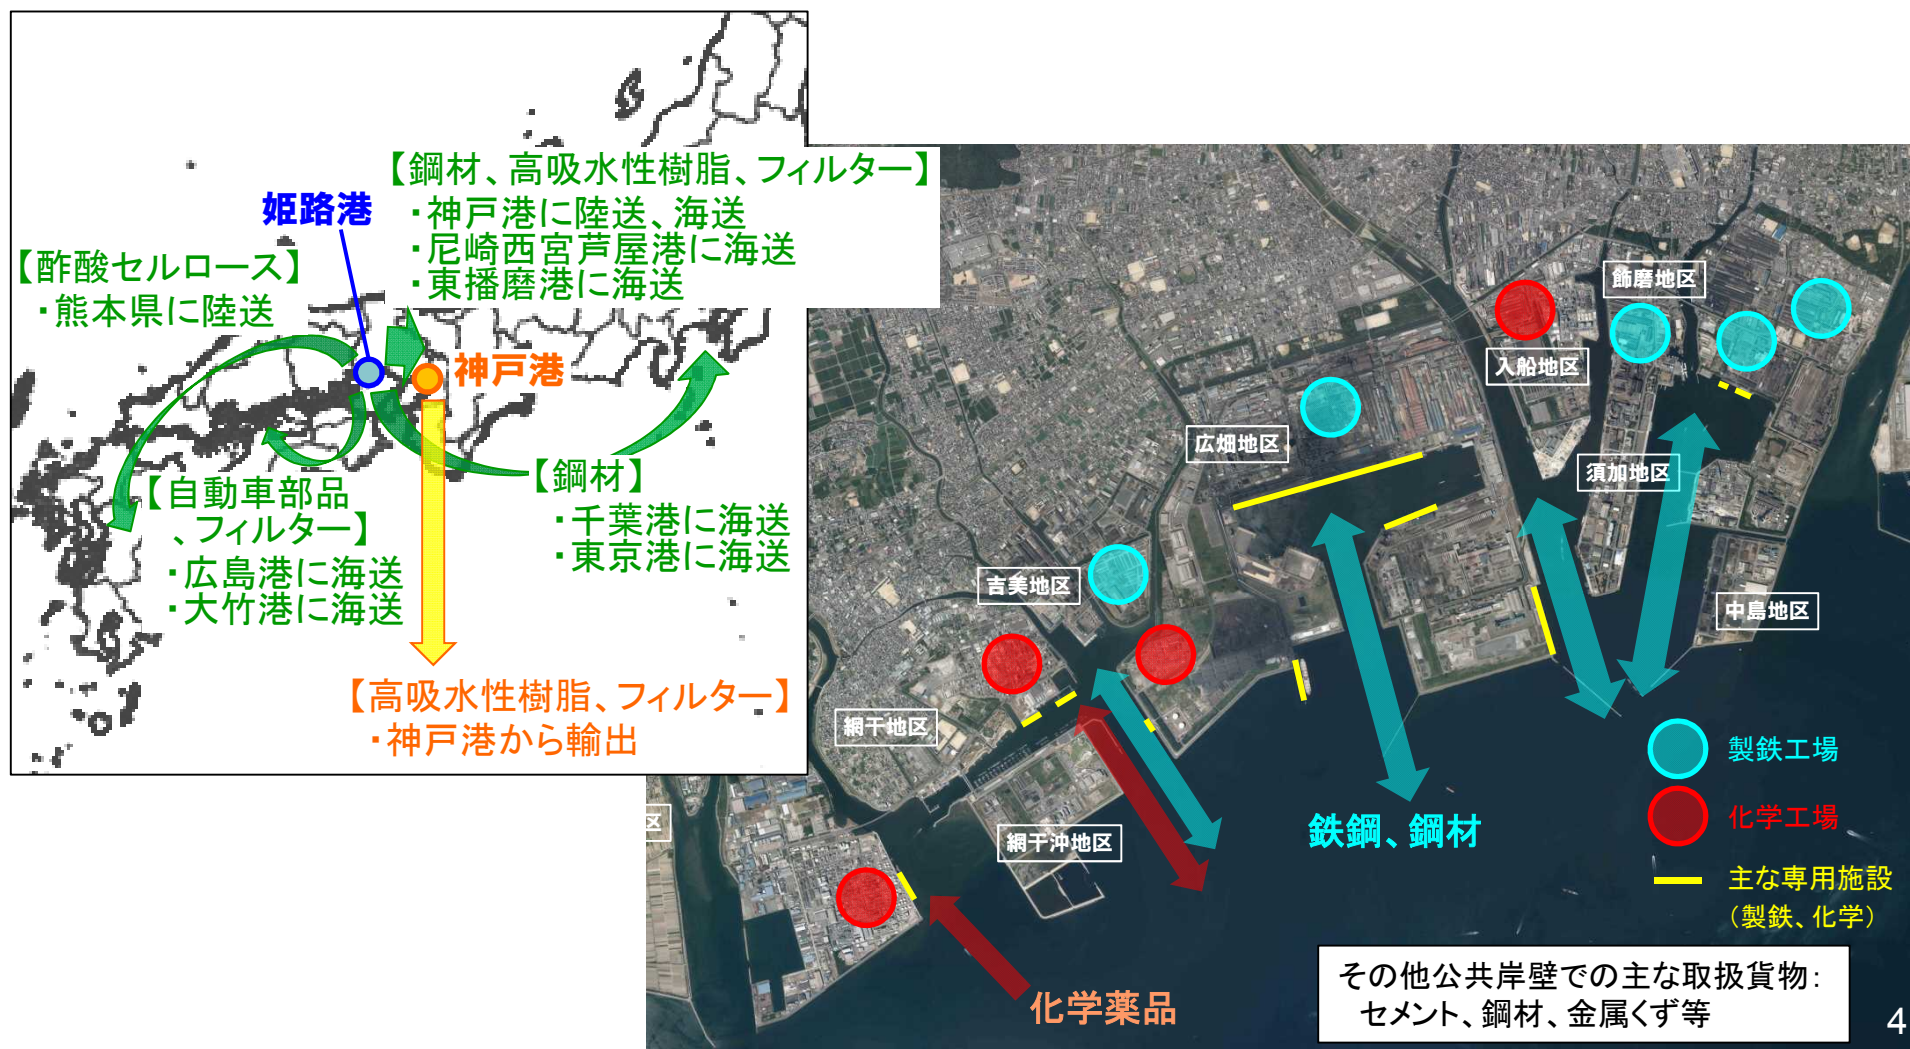 【鋼材、高吸水性樹脂、フィルター】
・神戸港に陸送、海送
・尼崎西宮芦屋港に海送
・東播磨港に海送
姫路港
【酢酸セルロース】
・熊本県に陸送
神戸港
【自動車部品
、フィルター】
・広島港に海送
・大竹港に海送
【鋼材】
・千葉港に海送
・東京港に海送
【高吸水性樹脂、フィルター】
・神戸港から輸出
飾磨地区
入船地区
広畑地区
須加地区
吉美地区
中島地区
網干地区
網干沖地区
区
鉄鋼、鋼材
化学薬品
製鉄工場
化学工場
主な専用施設
（製鉄、化学）
その他公共岸壁での主な取扱貨物：
セメント、鋼材、金属くず等
4